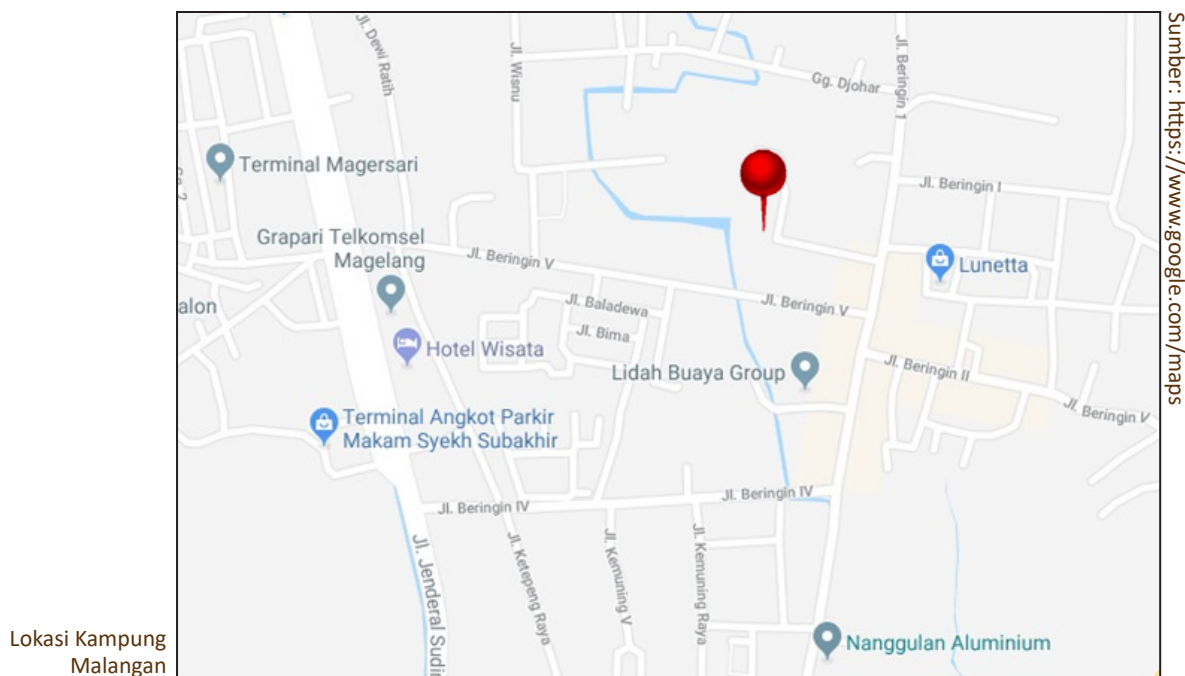 Jl. Dewi Ratih
Jl. Wisnu
Gg. Djohar
Jl. Beringin 1
Terminal Magersari
Jl. Beringin I
Grapari Telkomsel
Magelang
Jl. Beringin V
Lunetta
alon
Jl. Baladewa
Jl. Beringin V
Jl. Bima
Hotel Wisata
Lidah Buaya Group
Jl. Beringin II
Jl. Beringin V
Terminal Angkot Parkir
Makam Syekh Subakhir
Jl. Beringin IV
Jl. Beringin IV
Jl. Jenderal Sudir
Jl. Ketepeng Raya
Jl. Kemuning V
Jl. Kemuning Raya
Nanggulan Aluminium
Lokasi Kampung
Malangan
Sumber: https://www.google.com/maps